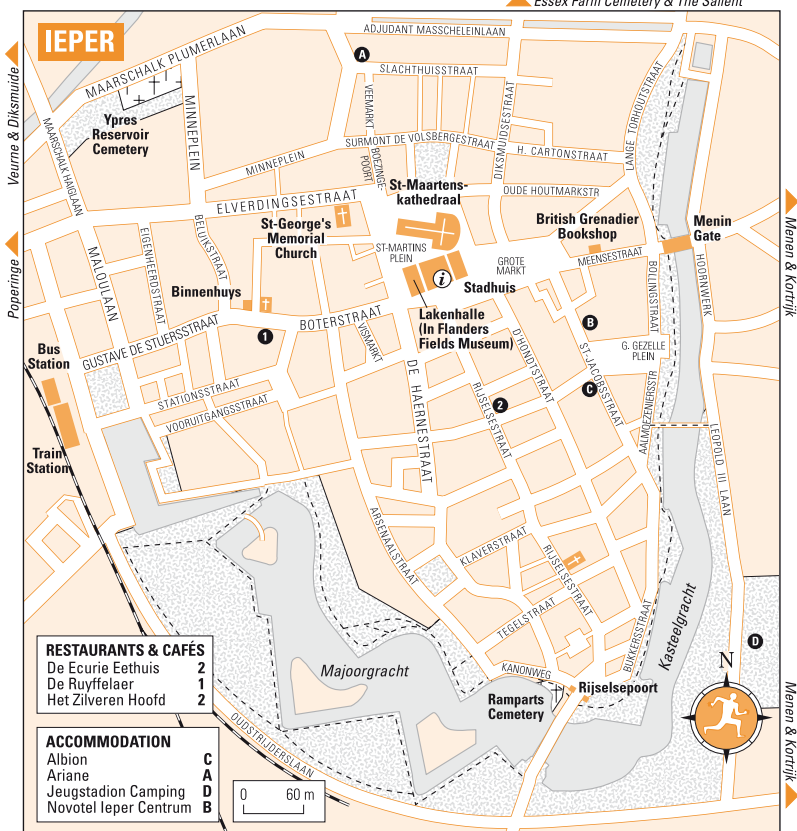 Essex Farm Cemetery & The Salient
IEPER
ADJUDANT MASSCHELEINLAAN
MAARSCHALK PLUMERLAAN
A
SLACHTHUISSTRAAT
Veurne & Diksmuide
VEEMARKT
DIKSMUIDSESTRAAT
LANGE TORHOUTSTRAAT
MINNEPLEIN
Ypres
Reservoir
Cemetery
MAARSCHALK HAIGLAAN
SURMONT DE VOLSBERGESTRAAT
H. CARTONSTRAAT
MINNEPLEIN
BOEZINGE-
POORT
St-Maartens-
kathedraal
OUDE HOUTMARKTSTR
ELVERDINGSESTRAAT
St-George's
Memorial
Church
British Grenadier
Bookshop
Menin
Gate
Menen & Kortrijk
Poperinge
MALOULAAN
EIGENHEERDSTRAAT
BELUIKSTRAAT
ST-MARTINS
PLEIN
GROTE
MARKT
MEENSESTRAAT
HOORNWERK
BOLLINGSTRAAT
i
Stadhuis
Binnenhuys
Lakenhalle
(In Flanders
Fields Museum)
BOTERSTRAAT
GUSTAVE DE STUERSSTRAAT
1
VISMARKT
B
D'HONDTSTRAAT
ST-JACOBSSTRAAT
G. GEZELLE
PLEIN
Bus
Station
DE HAERNESTRAAT
RIJSELSESTRAAT
C
2
AALMOEZENIERSSTR
STATIONSSTRAAT
VOORUITGANGSSTRAAT
Train
Station
LEOPOLD III LAAN
ARSENAALSTRAAT
KLAVERSTRAAT
RIJSELSESTRAAT
TEGELSTRAAT
BUKKERSSTRAAT
Kasteelgracht
D
N
KANONWEG
Majoorgracht
Rijselsepoort
Ramparts
Cemetery
Menen & Kortrijk
OUDSTRIJDERSLAAN
RESTAURANTS & CAFÉS
De Ecurie Eethuis 2
De Ruyffelaer 1
Het Zilveren Hoofd 2
ACCOMMODATION
Albion C
Ariane A
Jeugstadion Camping D
Novotel Ieper Centrum B
0 60 m